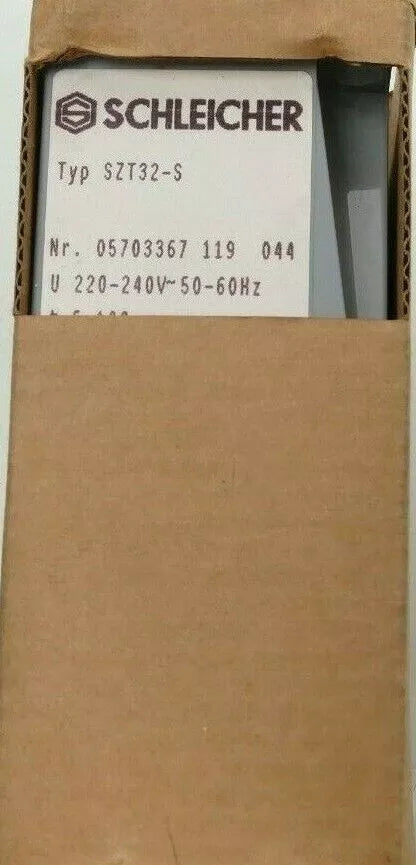 SCHLEICHER
Typ SZT32-S
Nr. 05703367 119 044
U 220-240V~50-60Hz